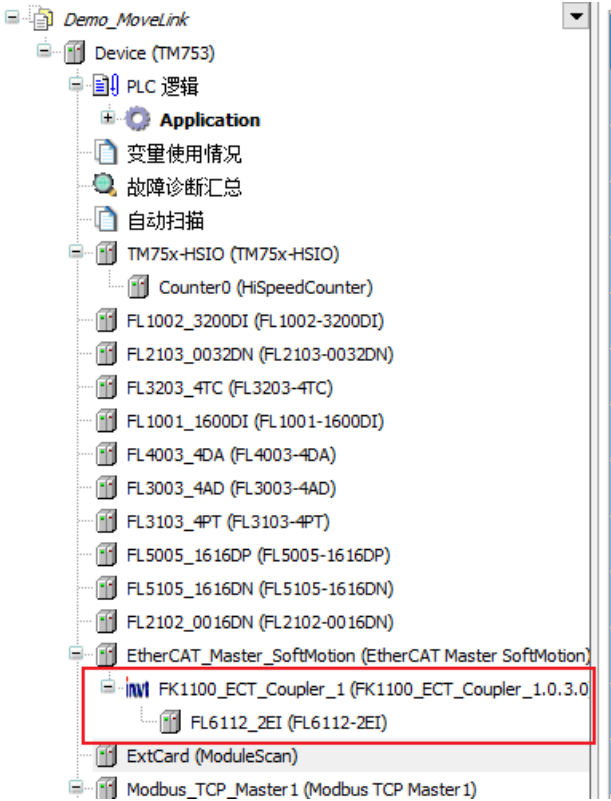 Demo_MoveLink
Device (TM753)
PLC 逻辑
Application
变量使用情况
故障诊断汇总
自动扫描
TM75x-HSIO (TM75x-HSIO)
Counter0 (HiSpeedCounter)
FL1002_3200DI (FL1002-3200DI)
FL2103_0032DN (FL2103-0032DN)
FL3203_4TC (FL3203-4TC)
FL1001_1600DI (FL1001-1600DI)
FL4003_4DA (FL4003-4DA)
FL3003_4AD (FL3003-4AD)
FL3103_4PT (FL3103-4PT)
FL5005_1616DP (FL5005-1616DP)
FL5105_1616DN (FL5105-1616DN)
FL2102_0016DN (FL2102-0016DN)
EtherCAT_Master_SoftMotion (EtherCAT Master SoftMotion)
invt FK1100_ECT_Coupler_1 (FK1100_ECT_Coupler_1.0.3.0
FL6112_2EI (FL6112-2EI)
ExtCard (ModuleScan)
Modbus_TCP_Master1 (Modbus TCP Master1)